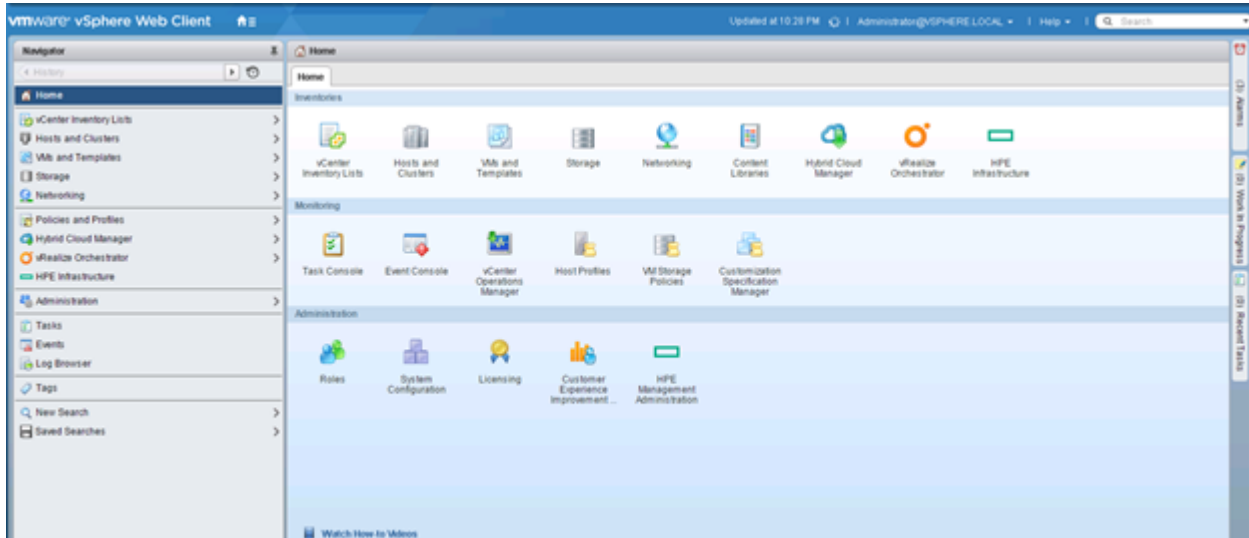 vmware® vSphere Web Client
Updated at 10:28 PM | Administrator@VSPHERE.LOCAL | Help | Search
Navigator
History
Home
vCenter Inventory Lists
Hosts and Clusters
VMs and Templates
Storage
Networking
Policies and Profiles
Hybrid Cloud Manager
vRealize Orchestrator
HPE Infrastructure
Administration
Tasks
Events
Log Browser
Tags
New Search
Saved Searches
Home
Home
Inventories
vCenter
Inventory Lists
Hosts and
Clusters
VMs and
Templates
Storage
Networking
Content
Libraries
Hybrid Cloud
Manager
vRealize
Orchestrator
HPE
Infrastructure
Monitoring
Task Console
Event Console
vCenter
Operations
Manager
Host Profiles
VM Storage
Policies
Customization
Specification
Manager
Administration
Roles
System
Configuration
Licensing
Customer
Experience
Improvement ...
HPE
Management
Administration
Watch How-to Videos
(3) Alarms
(0) Work In Progress
(0) Recent Tasks